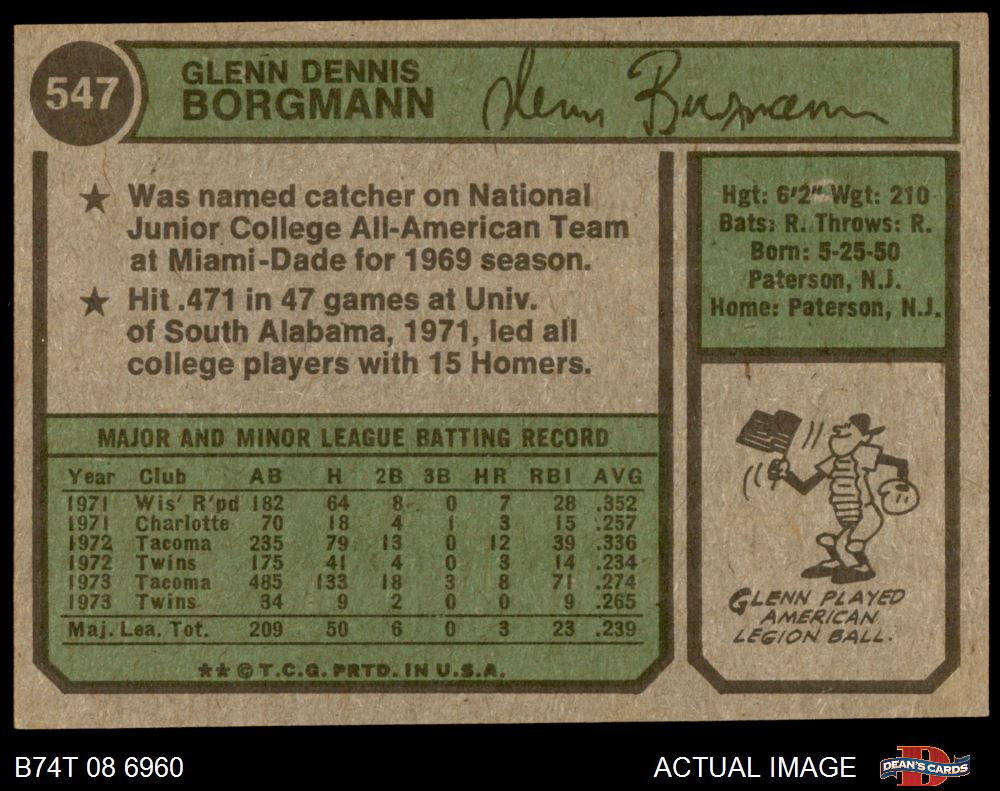 547
GLENN DENNIS
BORGMANN
Glenn Borgmann
★ Was named catcher on National
Junior College All-American Team
at Miami-Dade for 1969 season.
★ Hit .471 in 47 games at Univ.
of South Alabama, 1971, led all
college players with 15 Homers.
Hgt: 6'2" Wgt: 210
Bats: R. Throws: R.
Born: 5-25-50
Paterson, N.J.
Home: Paterson, N.J.
MAJOR AND MINOR LEAGUE BATTING RECORD
Year Club AB H 2B 3B HR RBI AVG
1971 Wis' R'pd 182 64 8 0 7 28 .352
1971 Charlotte 70 18 4 1 3 15 .257
1972 Tacoma 235 79 13 0 12 39 .336
1972 Twins 175 41 4 0 3 14 .234
1973 Tacoma 485 133 18 3 8 71 .274
1973 Twins 34 9 2 0 0 9 .265
Maj. Lea. Tot. 209 50 6 0 3 23 .239
★★ © T.C.G. PRTD. IN U.S.A.
GLENN PLAYED
AMERICAN
LEGION BALL.
B74T 08 6960
ACTUAL IMAGE
DEAN'S CARDS